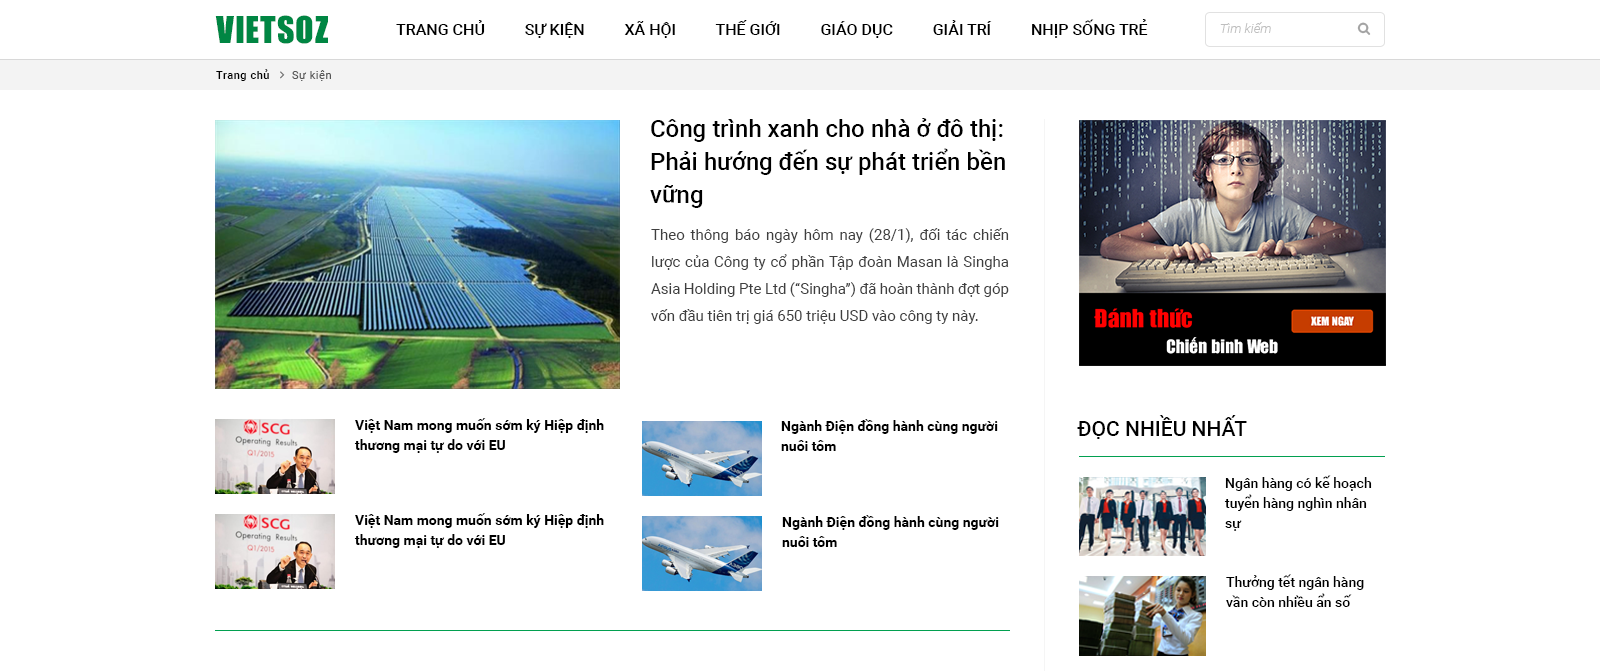 VIETSOZ
TRANG CHỦ
SỰ KIỆN
XÃ HỘI
THẾ GIỚI
GIÁO DỤC
GIẢI TRÍ
NHỊP SỐNG TRẺ
Tìm kiếm
Trang chủ > Sự kiện
Công trình xanh cho nhà ở đô thị:
Phải hướng đến sự phát triển bền
vững
Theo thông báo ngày hôm nay (28/1), đối tác chiến
lược của Công ty cổ phần Tập đoàn Masan là Singha
Asia Holding Pte Ltd (“Singha”) đã hoàn thành đợt góp
vốn đầu tiên trị giá 650 triệu USD vào công ty này.
SCG
Operating Results
Q1/2015
Việt Nam mong muốn sớm ký Hiệp định
thương mại tự do với EU
Ngành Điện đồng hành cùng người
nuôi tôm
SCG
Operating Results
Q1/2015
Việt Nam mong muốn sớm ký Hiệp định
thương mại tự do với EU
Ngành Điện đồng hành cùng người
nuôi tôm
Đánh thức
XEM NGAY
Chiến binh Web
ĐỌC NHIỀU NHẤT
Ngân hàng có kế hoạch
tuyển hàng nghìn nhân
sự
Thưởng tết ngân hàng
vẫn còn nhiều ẩn số